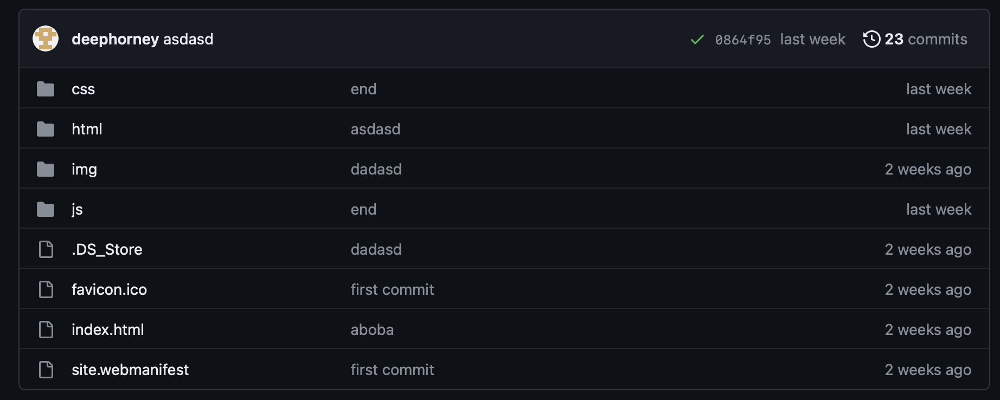 deephorney asdasd 0864f95 last week 23 commits
css end last week
html asdasd last week
img dadasd 2 weeks ago
js end last week
.DS_Store dadasd 2 weeks ago
favicon.ico first commit 2 weeks ago
index.html aboba 2 weeks ago
site.webmanifest first commit 2 weeks ago